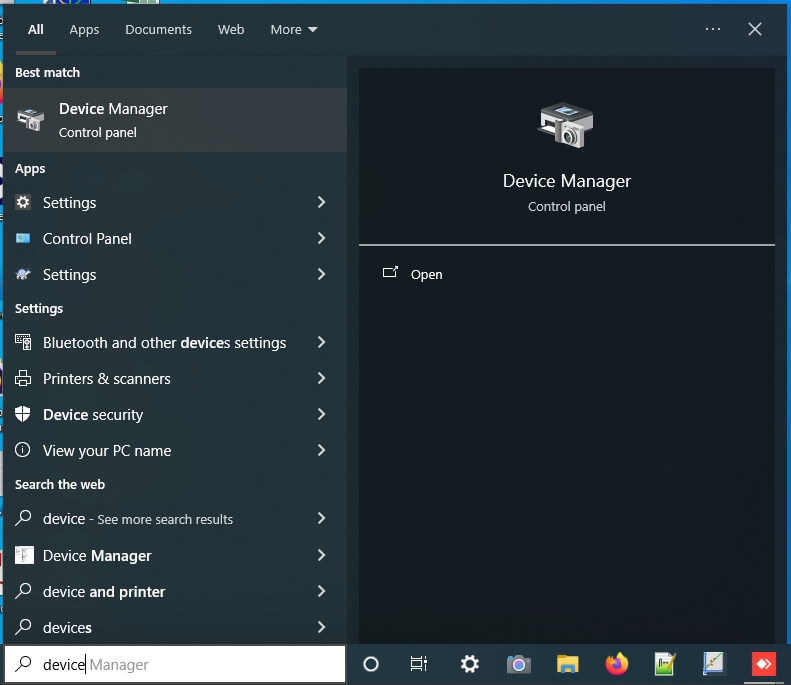 All Apps Documents Web More
Best match
Device Manager
Control panel
Apps
Settings
Control Panel
Settings
Settings
Bluetooth and other devices settings
Printers & scanners
Device security
View your PC name
Search the web
device - See more search results
Device Manager
device and printer
devices
device Manager
Device Manager
Control panel
Open